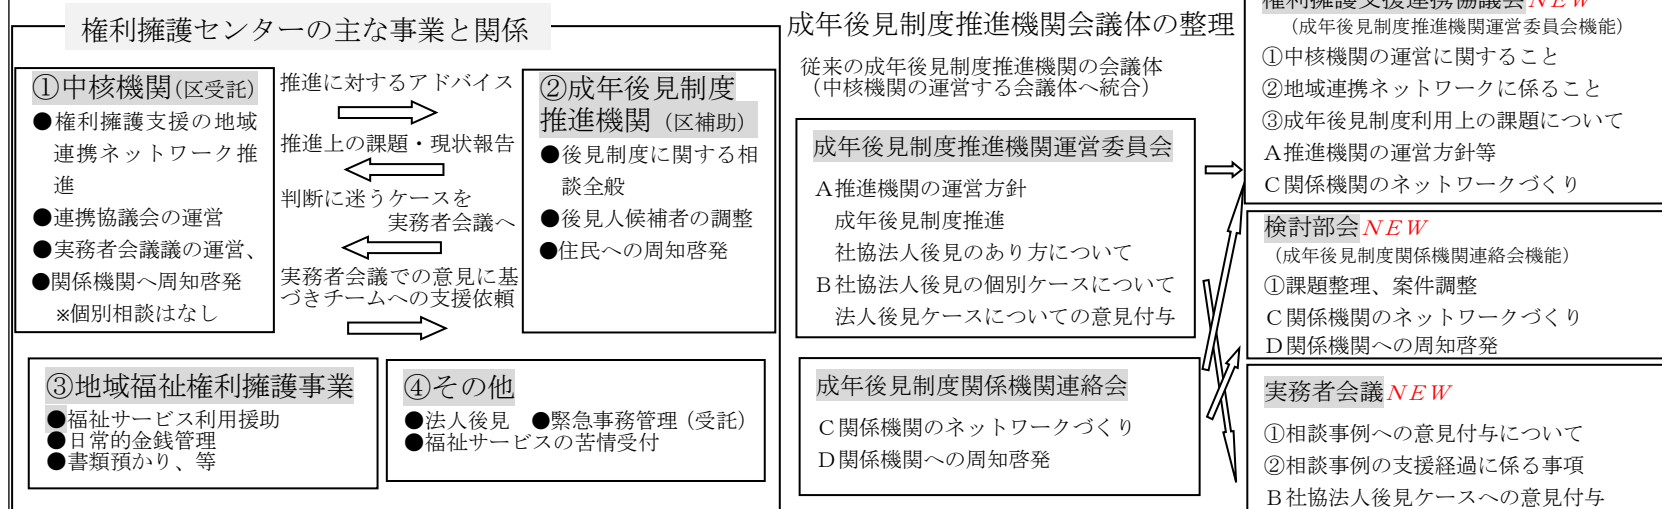 権利擁護センターの主な事業と関係
①中核機関(区受託)
●権利擁護支援の地域
連携ネットワーク推
進
●連携協議会の運営
●実務者会議議の運営、
●関係機関へ周知啓発
※個別相談はなし
推進に対するアドバイス
推進上の課題・現状報告
判断に迷うケースを
実務者会議へ
実務者会議での意見に基
づきチームへの支援依頼
②成年後見制度
推進機関（区補助）
●後見制度に関する相
談全般
●後見人候補者の調整
●住民への周知啓発
③地域福祉権利擁護事業
●福祉サービス利用援助
●日常的金銭管理
●書類預かり、等
④その他
●法人後見　●緊急事務管理（受託）
●福祉サービスの苦情受付
成年後見制度推進機関会議体の整理
従来の成年後見制度推進機関の会議体
（中核機関の運営する会議体へ統合）
成年後見制度推進機関運営委員会
Ａ推進機関の運営方針
成年後見制度推進
社協法人後見のあり方について
Ｂ社協法人後見の個別ケースについて
法人後見ケースについての意見付与
成年後見制度関係機関連絡会
Ｃ関係機関のネットワークづくり
Ｄ関係機関への周知啓発
権利擁護支援連携協議会NEW
（成年後見制度推進機関運営委員会機能）
①中核機関の運営に関すること
②地域連携ネットワークに係ること
③成年後見制度利用上の課題について
Ａ推進機関の運営方針等
Ｃ関係機関のネットワークづくり
検討部会NEW
（成年後見制度関係機関連絡会機能）
①課題整理、案件調整
Ｃ関係機関のネットワークづくり
Ｄ関係機関への周知啓発
実務者会議NEW
①相談事例への意見付与について
②相談事例の支援経過に係る事項
Ｂ社協法人後見ケースへの意見付与